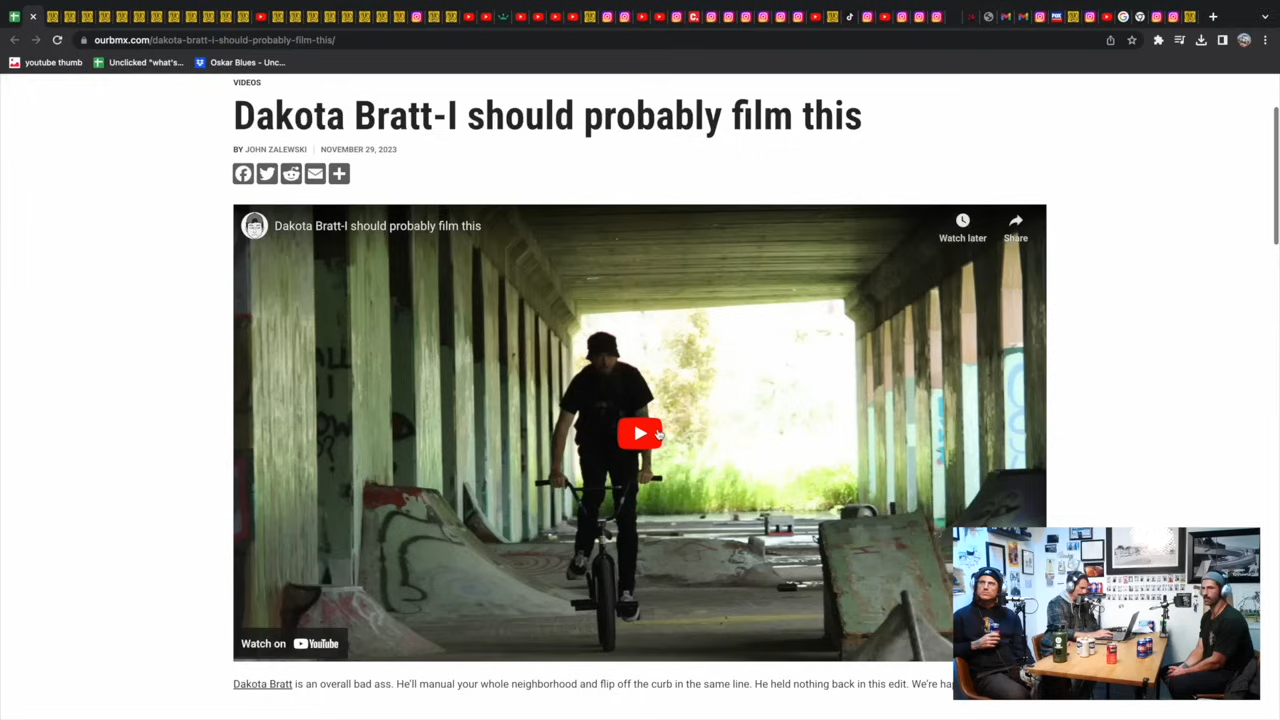 ourbmx.com/dakota-bratt-i-should-probably-film-this/
youtube thumb
Unclicked "what's...
Oskar Blues - Unc...
VIDEOS
Dakota Bratt-I should probably film this
BY JOHN ZALEWSKI | NOVEMBER 29, 2023
Dakota Bratt-I should probably film this
Watch later
Share
Watch on YouTube
Dakota Bratt is an overall bad ass. He'll manual your whole neighborhood and flip off the curb in the same line. He held nothing back in this edit. We're ha